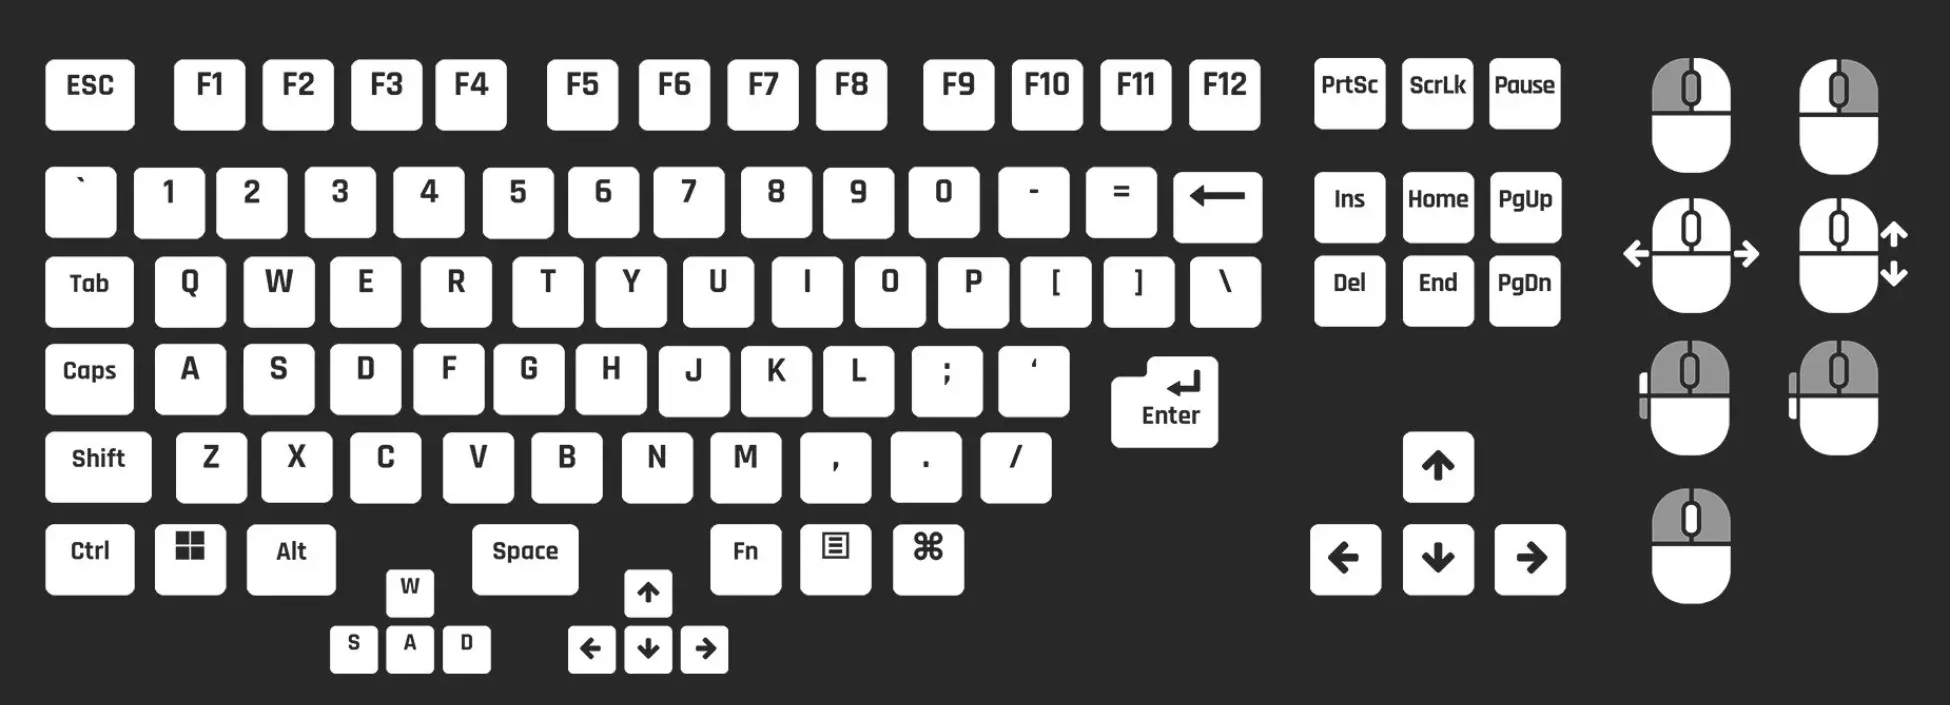 ESC F1 F2 F3 F4 F5 F6 F7 F8 F9 F10 F11 F12 PrtSc ScrLk Pause
` 1 2 3 4 5 6 7 8 9 0 - = ← Ins Home PgUp
Tab Q W E R T Y U I O P [ ] \ Del End PgDn
Caps A S D F G H J K L ; ‘ Enter
Shift Z X C V B N M , . / ↑
Ctrl Alt Space Fn ⌘ ← ↓ →
W ↑
S A D ← ↓ →